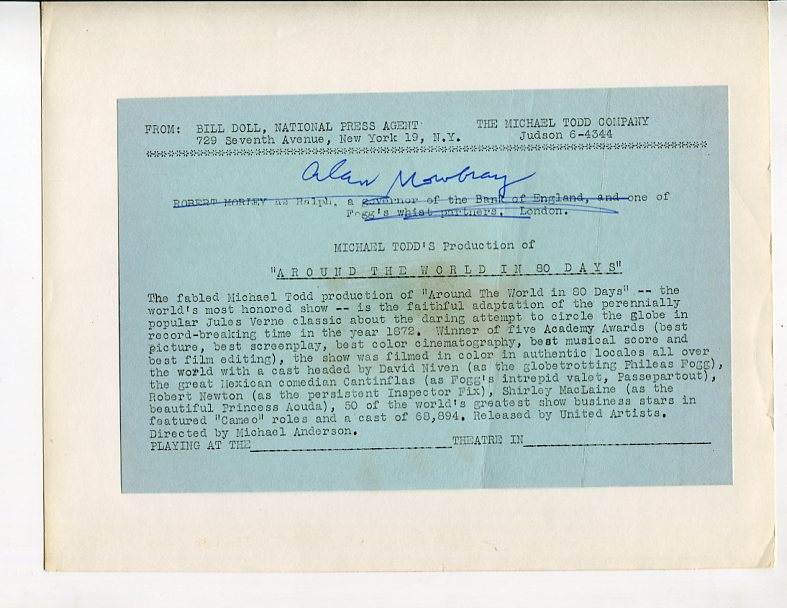 FROM: BILL DOLL, NATIONAL PRESS AGENT THE MICHAEL TODD COMPANY
729 Seventh Avenue, New York 19, N.Y. Judson 6-4344
Alan Mowbray
ROBERT MORLEY as Ralph, a governor of the Bank of England, and one of
Fogg's whist partners. London.
MICHAEL TODD'S Production of
"AROUND THE WORLD IN 80 DAYS"
The fabled Michael Todd production of "Around The World in 80 Days" -- the
world's most honored show -- is the faithful adaptation of the perennially
popular Jules Verne classic about the daring attempt to circle the globe in
record-breaking time in the year 1872. Winner of five Academy Awards (best
picture, best screenplay, best color cinematography, best musical score and
best film editing), the show was filmed in color in authentic locales all over
the world with a cast headed by David Niven (as the globetrotting Phileas Fogg),
the great Mexican comedian Cantinflas (as Fogg's intrepid valet, Passepartout),
Robert Newton (as the persistent Inspector Fix), Shirley MacLaine (as the
beautiful Princess Aouda), 50 of the world's greatest show business stars in
featured "Cameo" roles and a cast of 68,894. Released by United Artists.
Directed by Michael Anderson.
PLAYING AT THE THEATRE IN